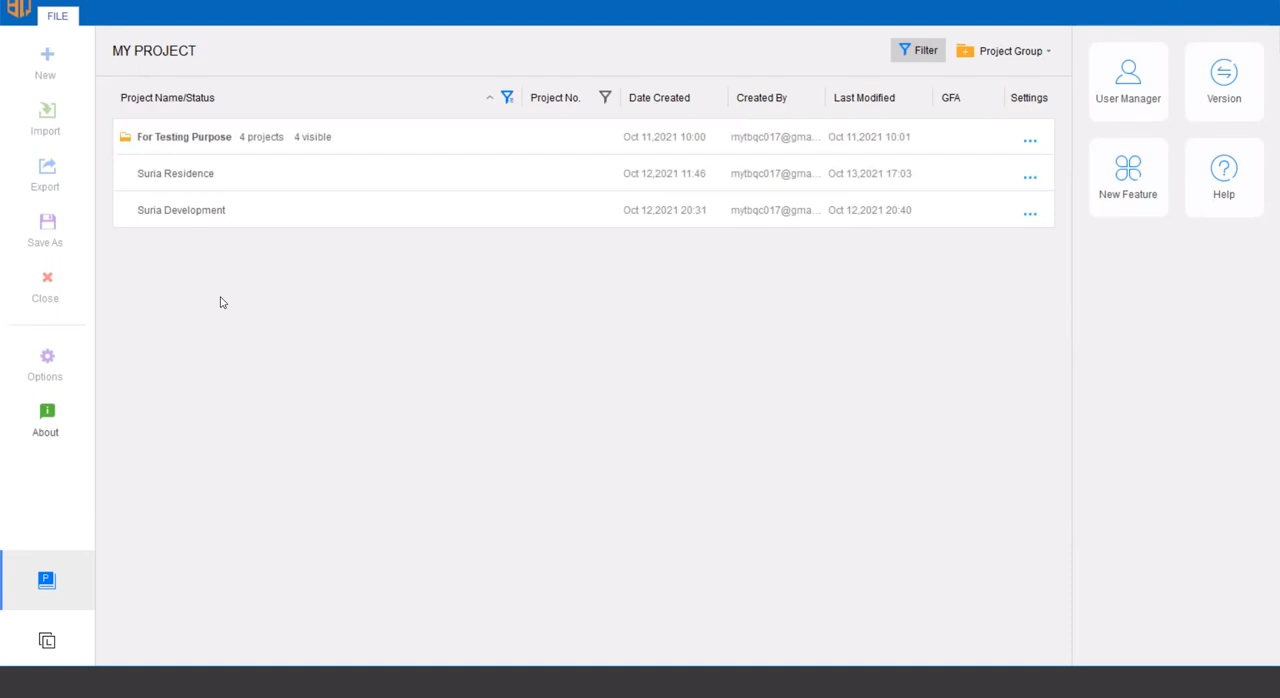 FILE
New
Import
Export
Save As
Close
Options
About
P
L
MY PROJECT
Filter
Project Group
Project Name/Status
Project No.
Date Created
Created By
Last Modified
GFA
Settings
For Testing Purpose 4 projects 4 visible Oct 11,2021 10:00 mytbqc017@gma... Oct 11,2021 10:01 ...
Suria Residence Oct 12,2021 11:46 mytbqc017@gma... Oct 13,2021 17:03 ...
Suria Development Oct 12,2021 20:31 mytbqc017@gma... Oct 12,2021 20:40 ...
User Manager
Version
New Feature
Help